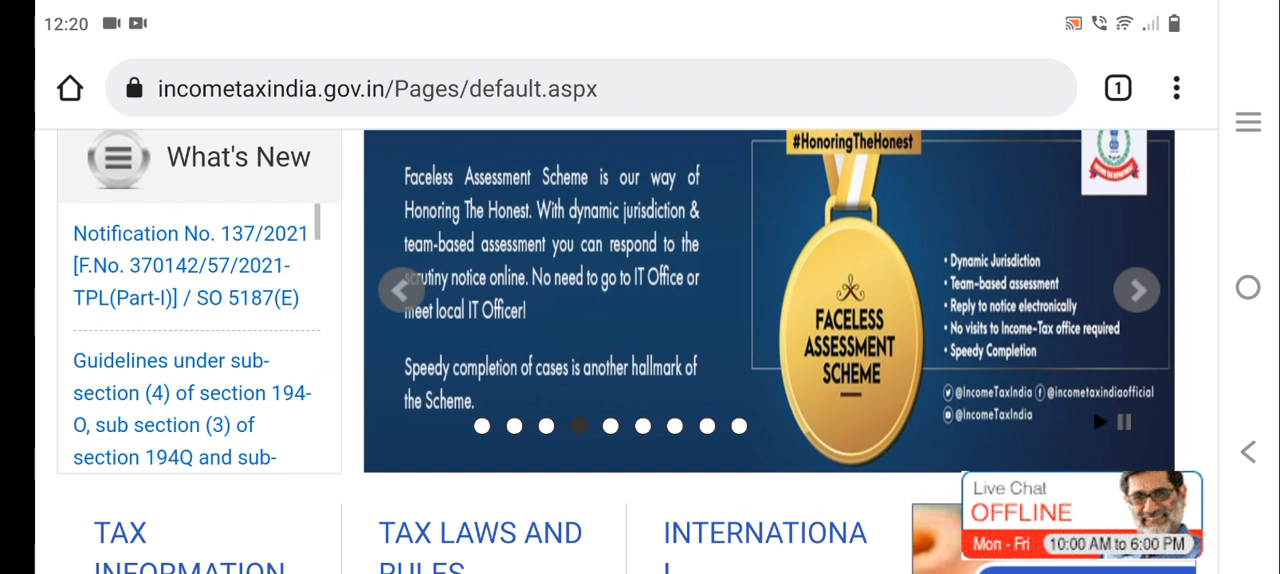 12:20
incometaxindia.gov.in/Pages/default.aspx
1
What's New
Notification No. 137/2021
[F.No. 370142/57/2021-
TPL(Part-I)] / SO 5187(E)
Guidelines under sub-
section (4) of section 194-
O, sub section (3) of
section 194Q and sub-
Faceless Assessment Scheme is our way of
Honoring The Honest. With dynamic jurisdiction &
team-based assessment you can respond to the
scrutiny notice online. No need to go to IT Office or
meet local IT Officer!
Speedy completion of cases is another hallmark of
the Scheme.
#HonoringTheHonest
FACELESS
ASSESSMENT
SCHEME
• Dynamic Jurisdiction
• Team-based assessment
• Reply to notice electronically
• No visits to Income-Tax office required
• Speedy Completion
@IncomeTaxIndia @incometaxindiaofficial
@IncomeTaxIndia
TAX
INFORMATION
TAX LAWS AND
RULES
INTERNATIONA
L
Live Chat
OFFLINE
Mon - Fri 10:00 AM to 6:00 PM